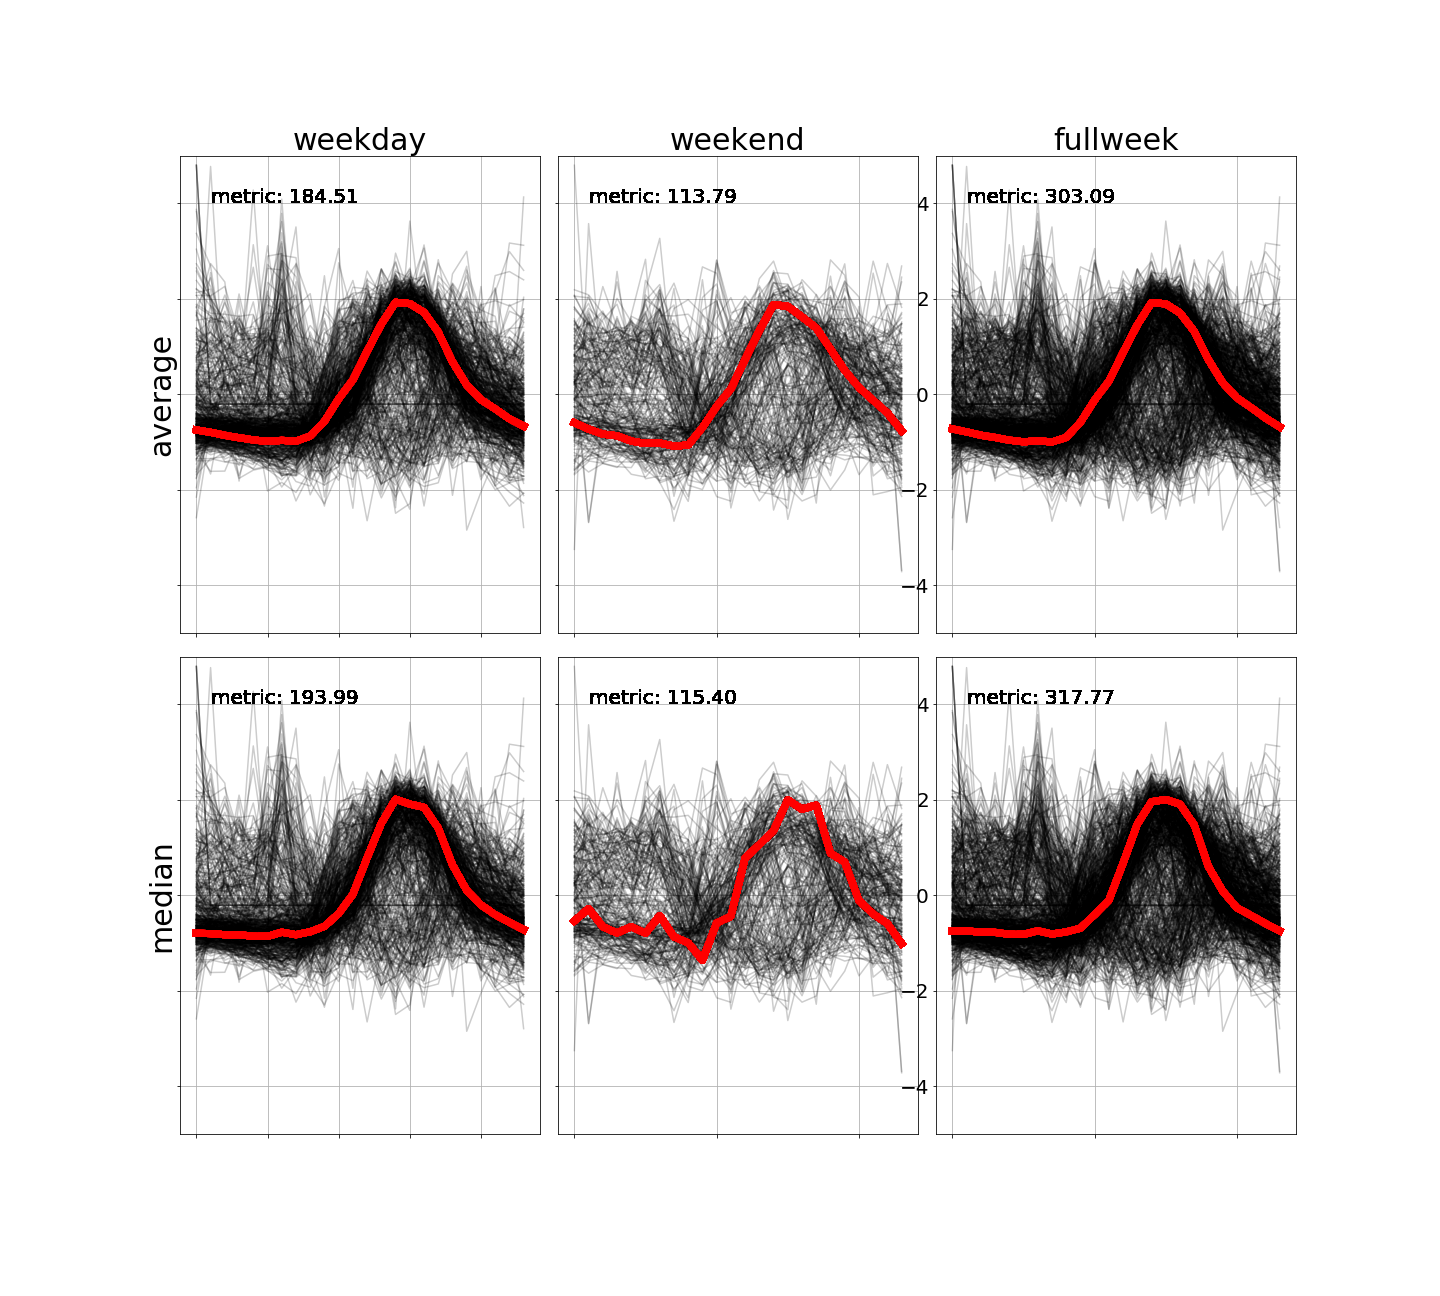 weekday
weekend
fullweek
average
metric: 184.51
metric: 113.79
metric: 303.09
4
2
0
−2
−4
median
metric: 193.99
metric: 115.40
metric: 317.77
4
2
0
−2
−4